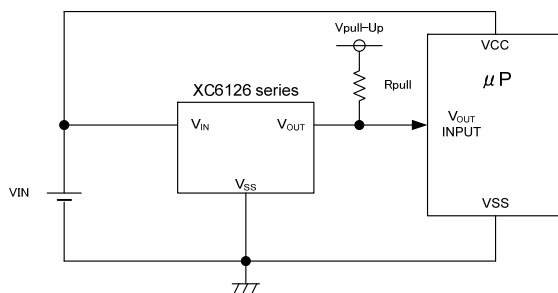 Vpull-Up
VCC
Rpull
μP
XC6126 series
VIN
VOUT
VOUT
INPUT
VSS
VIN
VSS